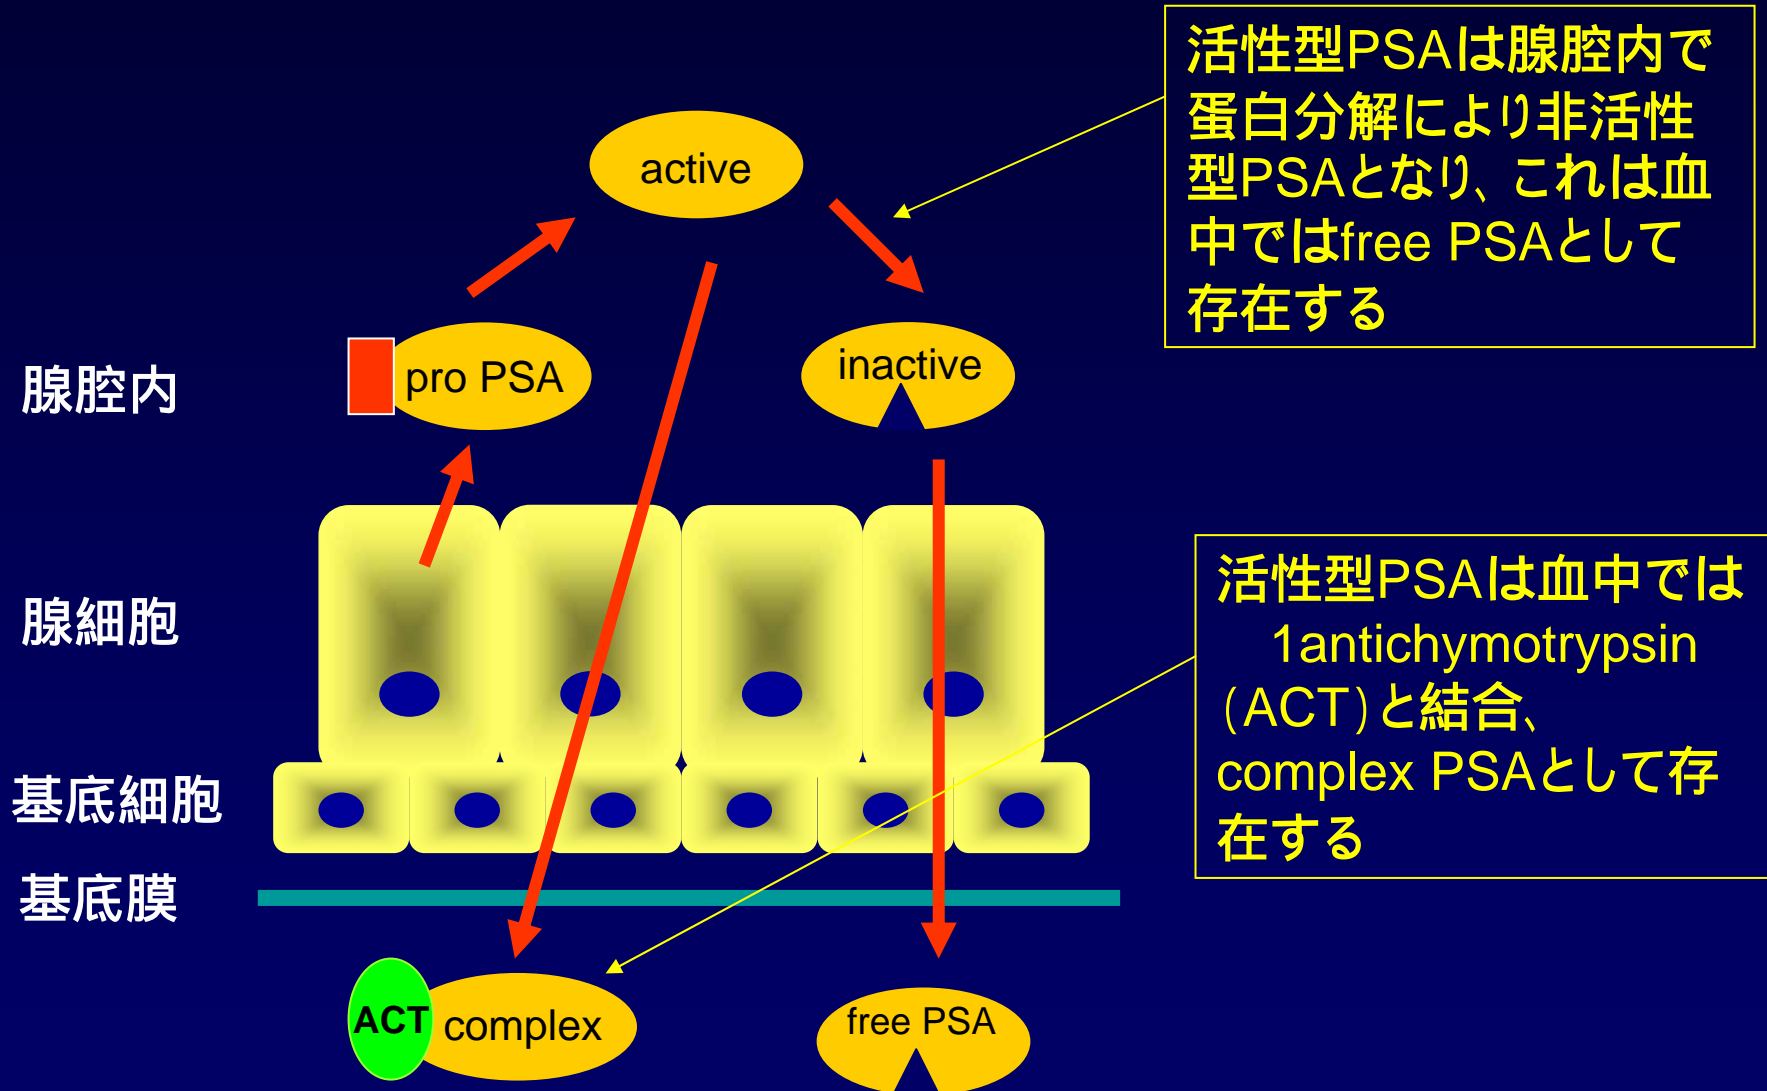 活性型PSAは腺腔内で
蛋白分解により非活性
型PSAとなり、これは血
中ではfree PSAとして
存在する
active
腺腔内
pro PSA
inactive
腺細胞
活性型PSAは血中では
1antichymotrypsin
(ACT)と結合、
complex PSAとして存
在する
基底細胞
基底膜
ACT
complex
free PSA